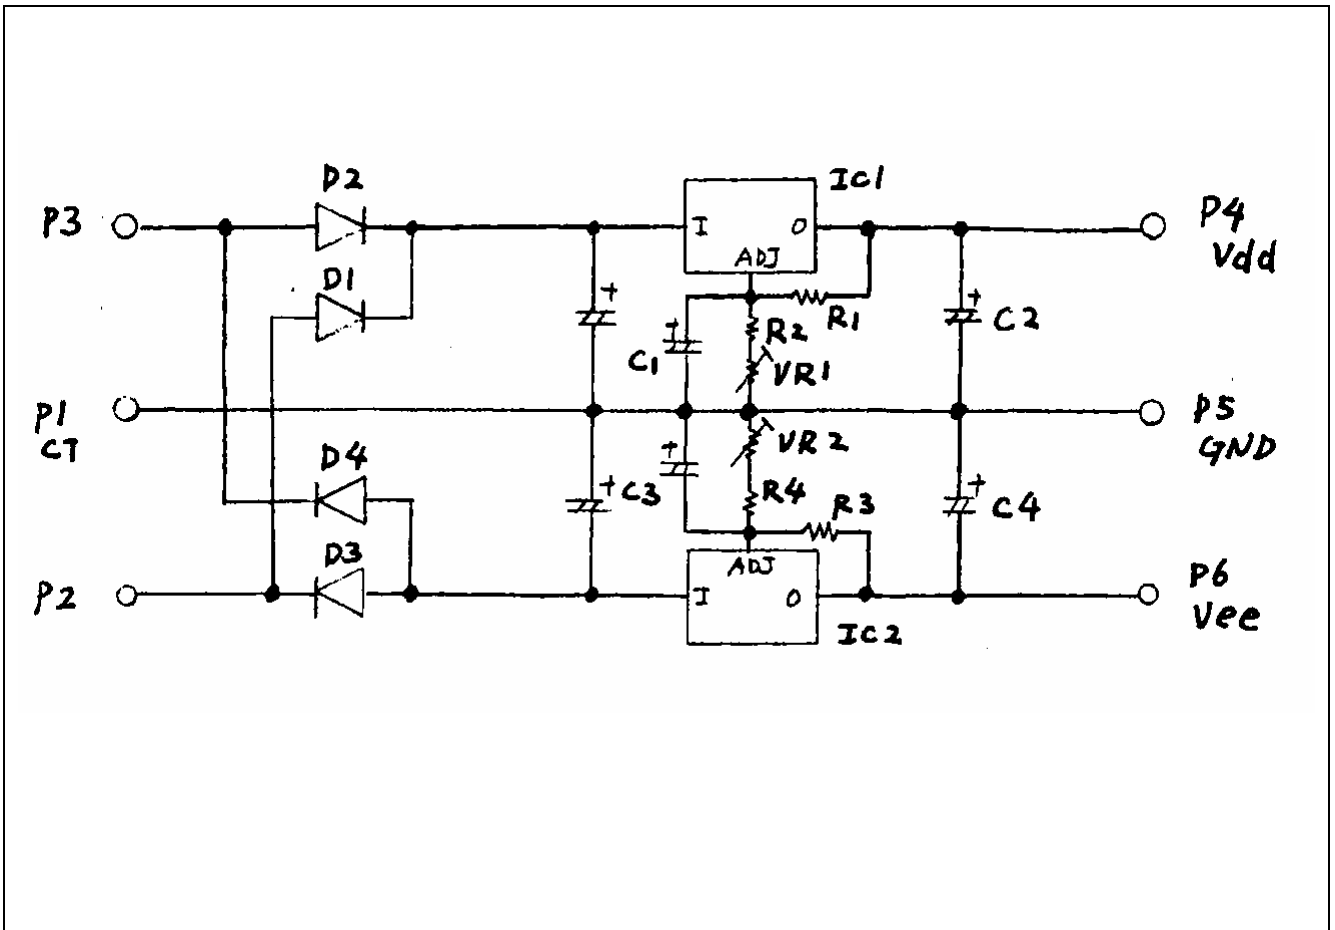 D2
IC1
P3
I
O
P4
Vdd
ADJ
D1
+
R1
+
C2
+
R2
C1
VR1
P1
CT
P5
GND
D4
+
VR2
+
C3
R4
R3
+
C4
D3
ADJ
P2
I
O
P6
Vee
IC2